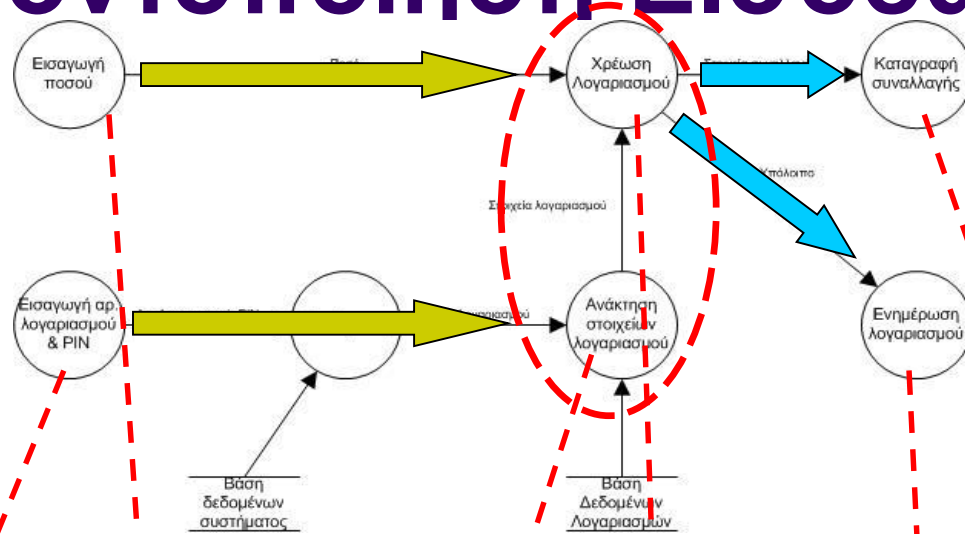 Εισαγωγή
ποσού
Χρέωση
Λογαριασμού
Καταγραφή
συναλλαγής
Υπόλοιπο
Στοιχεία λογαριασμού
Εισαγωγή αρ.
λογαριασμού
& PIN
Ανάκτηση
στοιχείων
λογαριασμού
Ενημέρωση
λογαριασμού
Βάση
δεδομένων
συστήματος
Βάση
Δεδομένων
Λογαριασμών